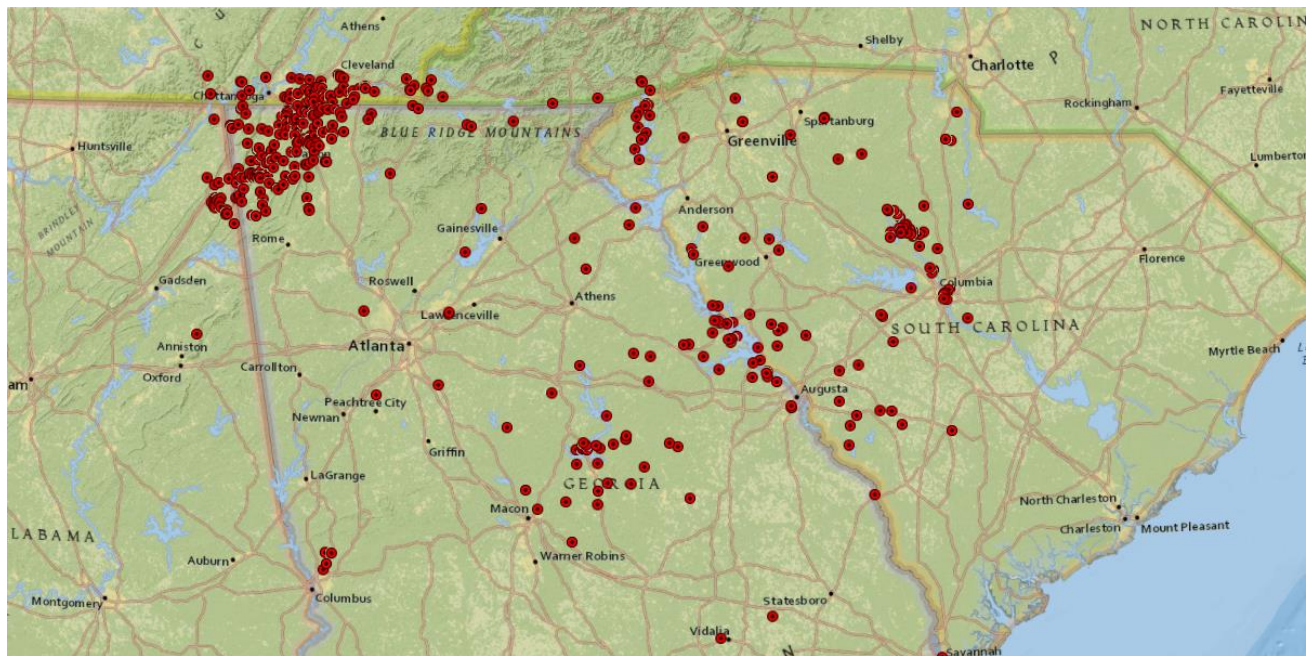 NORTH CAROLIN
Athens
U
Shelby
Cleveland
Charlotte
P
C
Chattanooga
Fayetteville
Rockingham
Spartanburg
BLUE RIDGE MOUNTAINS
Greenville
Huntsville
Lumberton
BRINDLEY
MOUNTAIN
Anderson
Gainesville
Rome
Greenwood
Florence
Gadsden
Roswell
Columbia
Athens
Lawrenceville
SOUTH CAROLINA
Atlanta
Anniston
Myrtle Beach
Carrollton
Oxford
am
Augusta
Peachtree City
Newnan
Griffin
LaGrange
GEORGIA
North Charleston
Macon
Charleston
Mount Pleasant
LABAMA
Warner Robins
Auburn
Columbus
Montgomery
Statesboro
Vidalia
N
Savannah